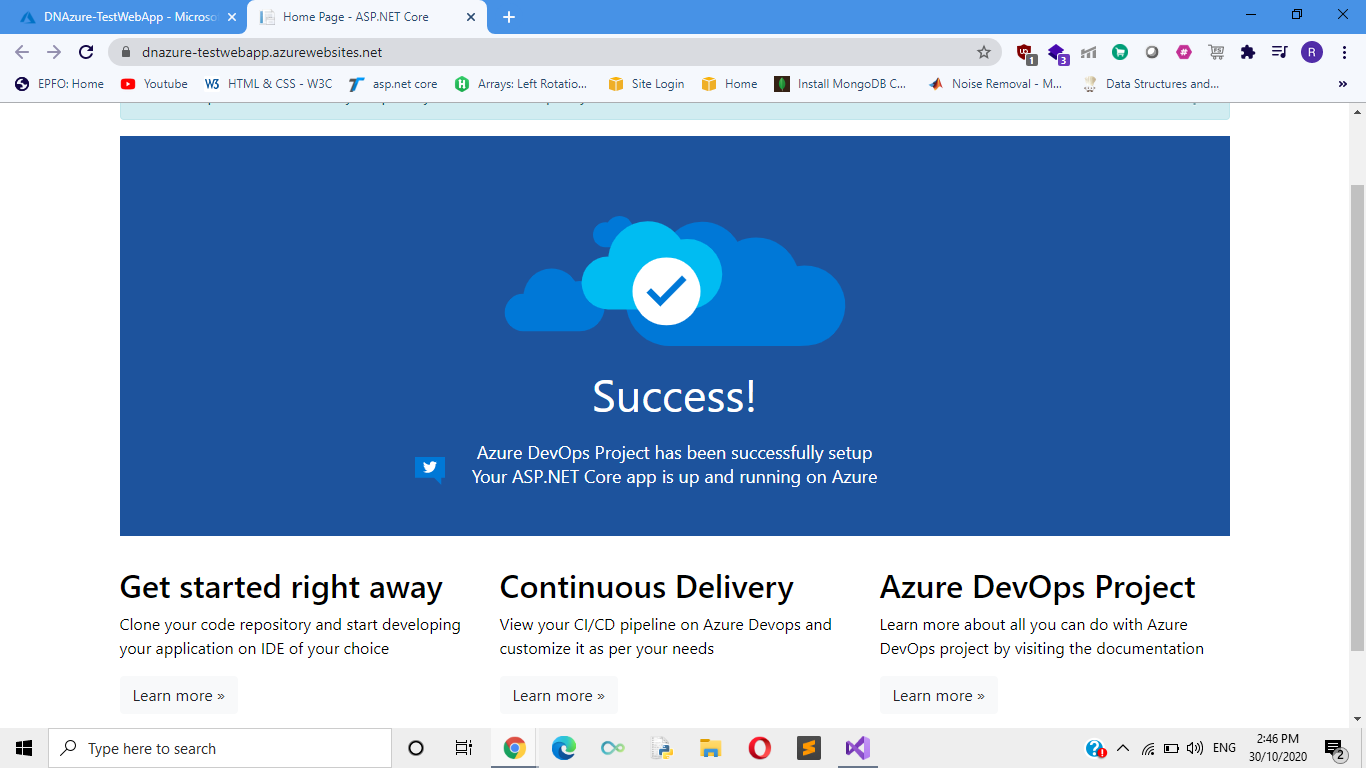 DNAzure-TestWebApp - Microso
Home Page - ASP.NET Core
dnazure-testwebapp.azurewebsites.net
1
3
R
EPFO: Home
Youtube
W3 HTML & CSS - W3C
asp.net core
H Arrays: Left Rotatio...
Site Login
Home
Install MongoDB C...
Noise Removal - M...
Data Structures and...
»
Success!
Azure DevOps Project has been successfully setup
Your ASP.NET Core app is up and running on Azure
Get started right away
Clone your code repository and start developing
your application on IDE of your choice
Learn more »
Continuous Delivery
View your CI/CD pipeline on Azure Devops and
customize it as per your needs
Learn more »
Azure DevOps Project
Learn more about all you can do with Azure
DevOps project by visiting the documentation
Learn more »
Type here to search
ENG
2:46 PM
30/10/2020
2